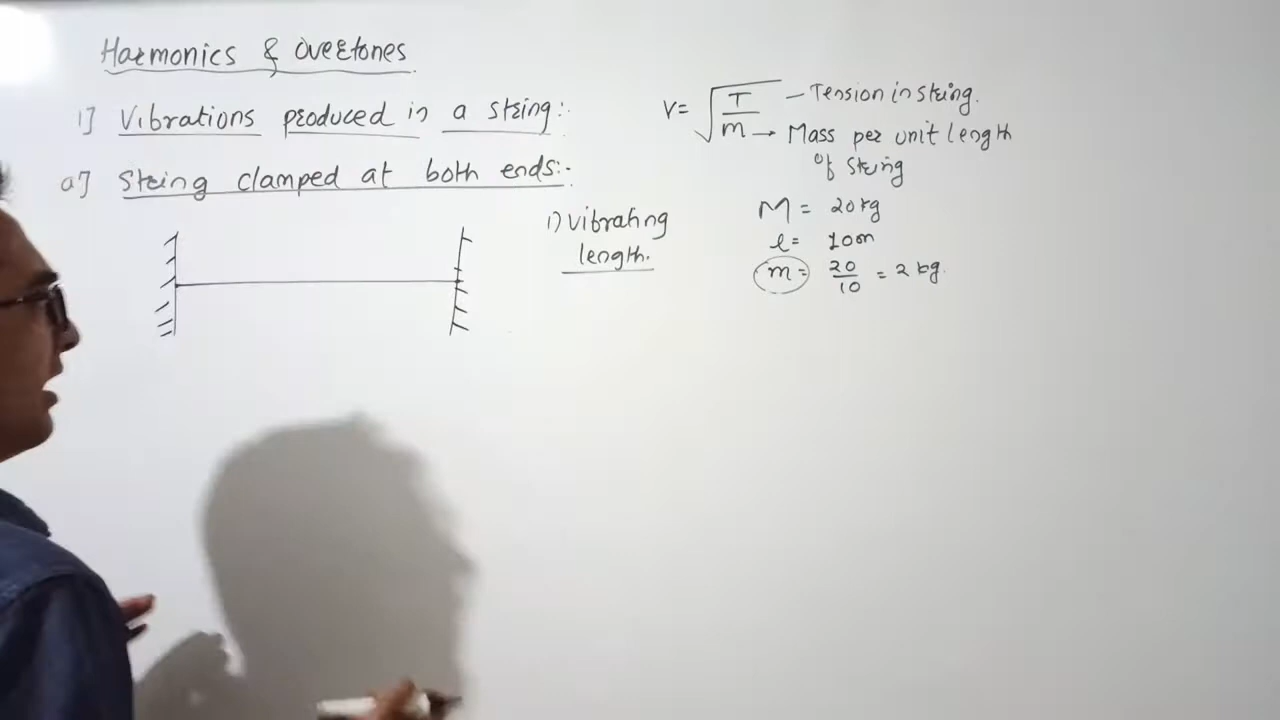 Harmonics & Overtones
1] Vibrations produced in a string:-
a] String clamped at both ends:-
1) Vibrating
length.
V = √T/m — Tension in string.
→ Mass per unit length
of string
M = 20 kg
l = 10m
m = 20/10 = 2 kg.